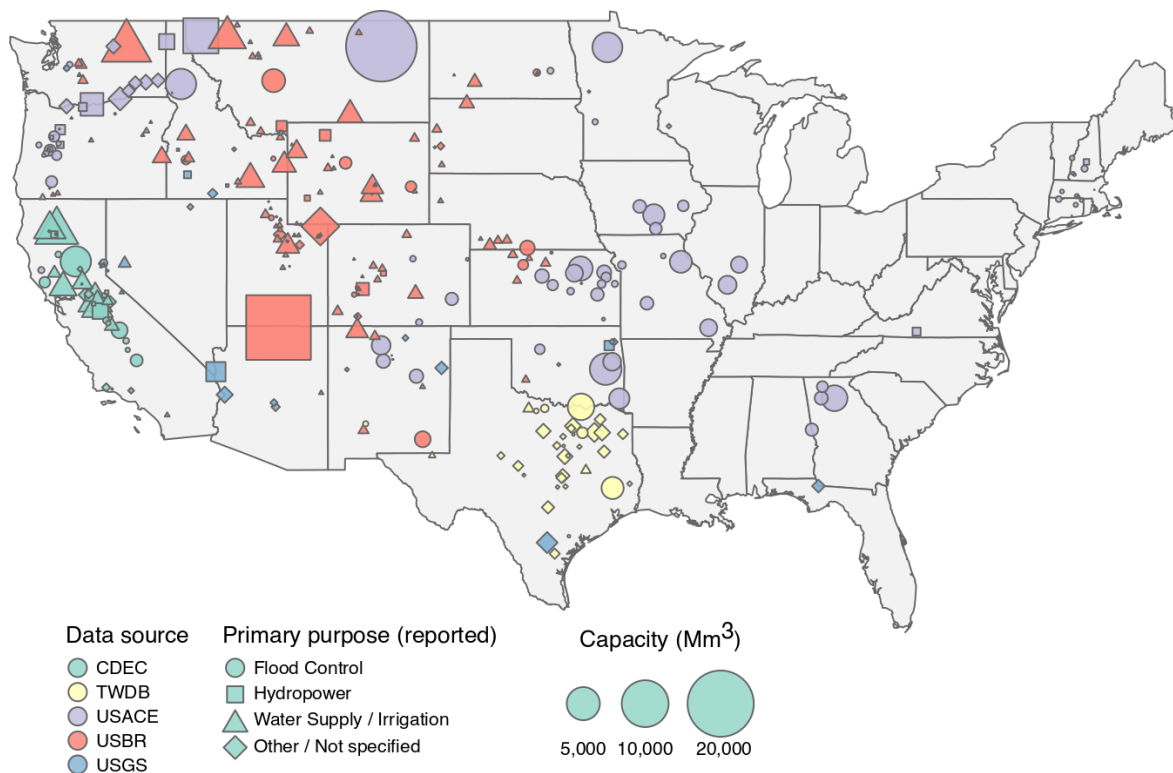 Data source
CDEC
TWDB
USACE
USBR
USGS
Primary purpose (reported)
Flood Control
Hydropower
Water Supply / Irrigation
Other / Not specified
Capacity (Mm³)
5,000 10,000 20,000